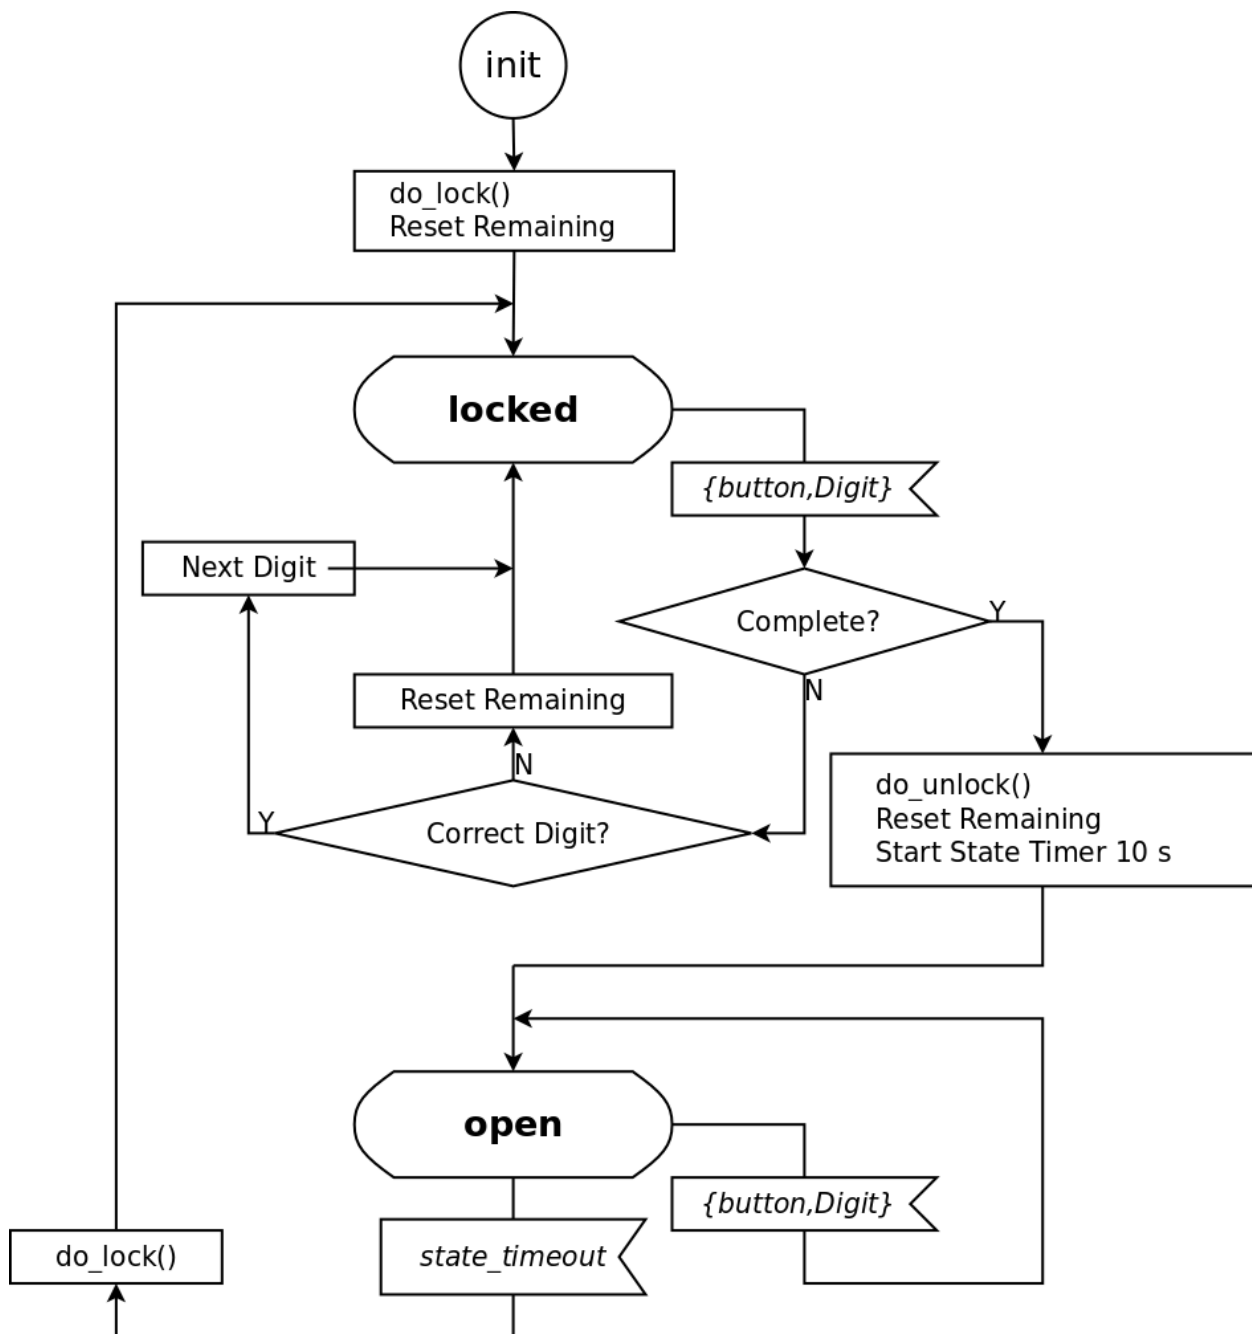 init
do_lock()
Reset Remaining
locked
{button,Digit}
Next Digit
Complete?
Y
N
Reset Remaining
N
Y
Correct Digit?
do_unlock()
Reset Remaining
Start State Timer 10 s
open
{button,Digit}
state_timeout
do_lock()